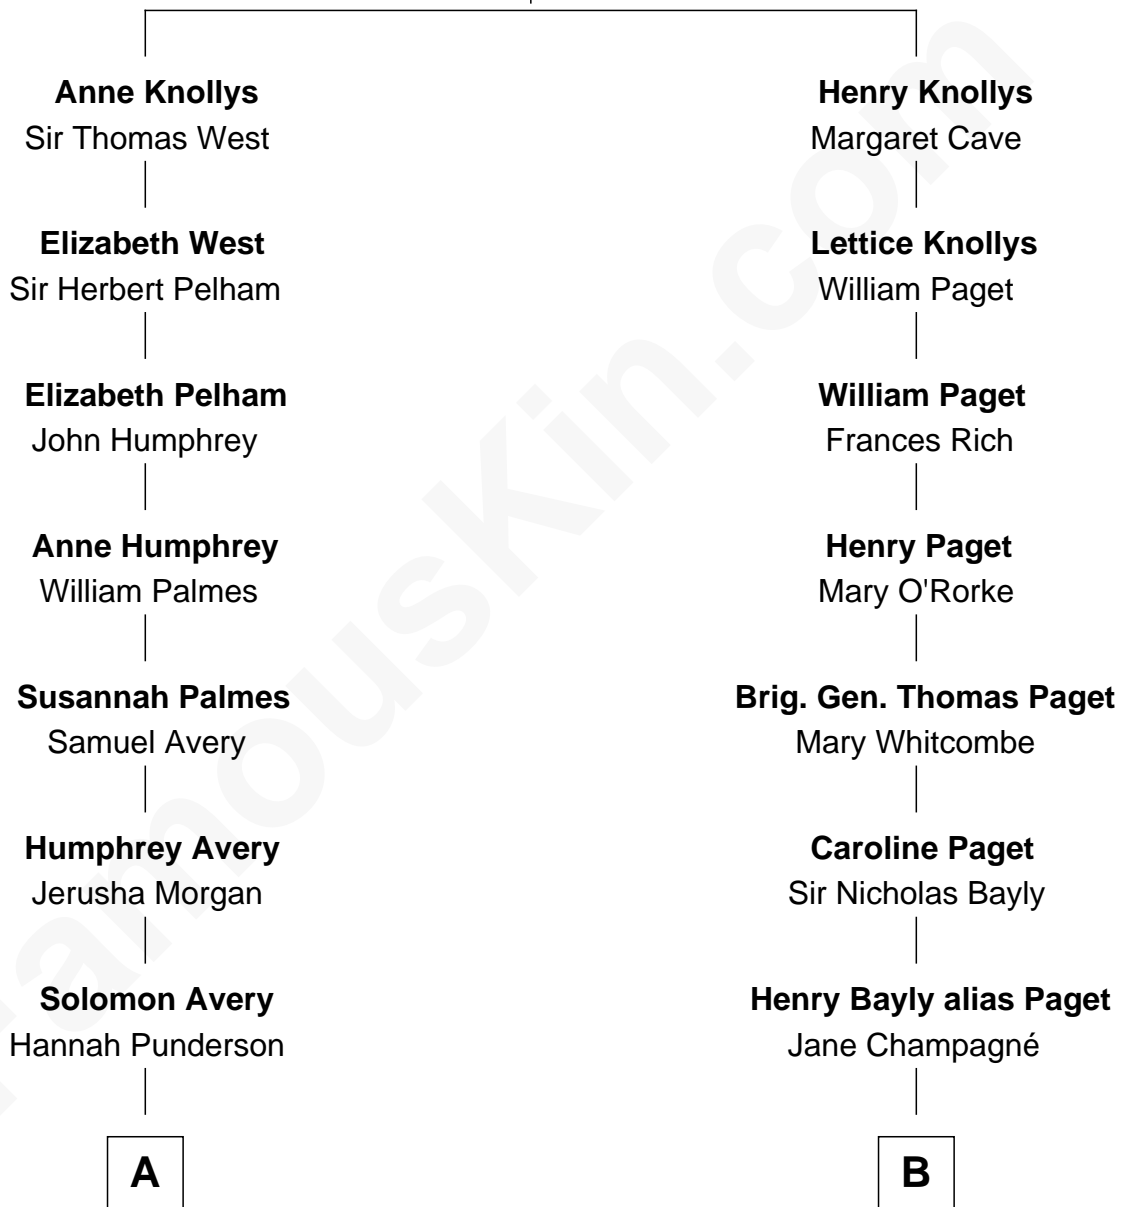 Anne Knollys
Sir Thomas West
Henry Knollys
Margaret Cave
Elizabeth West
Sir Herbert Pelham
Lettice Knollys
William Paget
Elizabeth Pelham
John Humphrey
William Paget
Frances Rich
Anne Humphrey
William Palmes
Henry Paget
Mary O'Rorke
Susannah Palmes
Samuel Avery
Brig. Gen. Thomas Paget
Mary Whitcombe
Humphrey Avery
Jerusha Morgan
Caroline Paget
Sir Nicholas Bayly
Solomon Avery
Hannah Punderson
Henry Bayly alias Paget
Jane Champagné
A
B
FamousKin.com